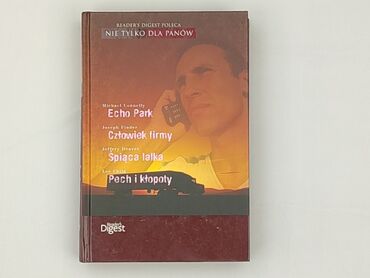 READER'S DIGEST POLECA
NIE TYLKO DLA PANÓW
Michael Connelly
Echo Park
Joseph Finder
Człowiek firmy
Jeffery Deaver
Śpiąca lalka
Lee Child
Pech i kłopoty
Reader's
Digest